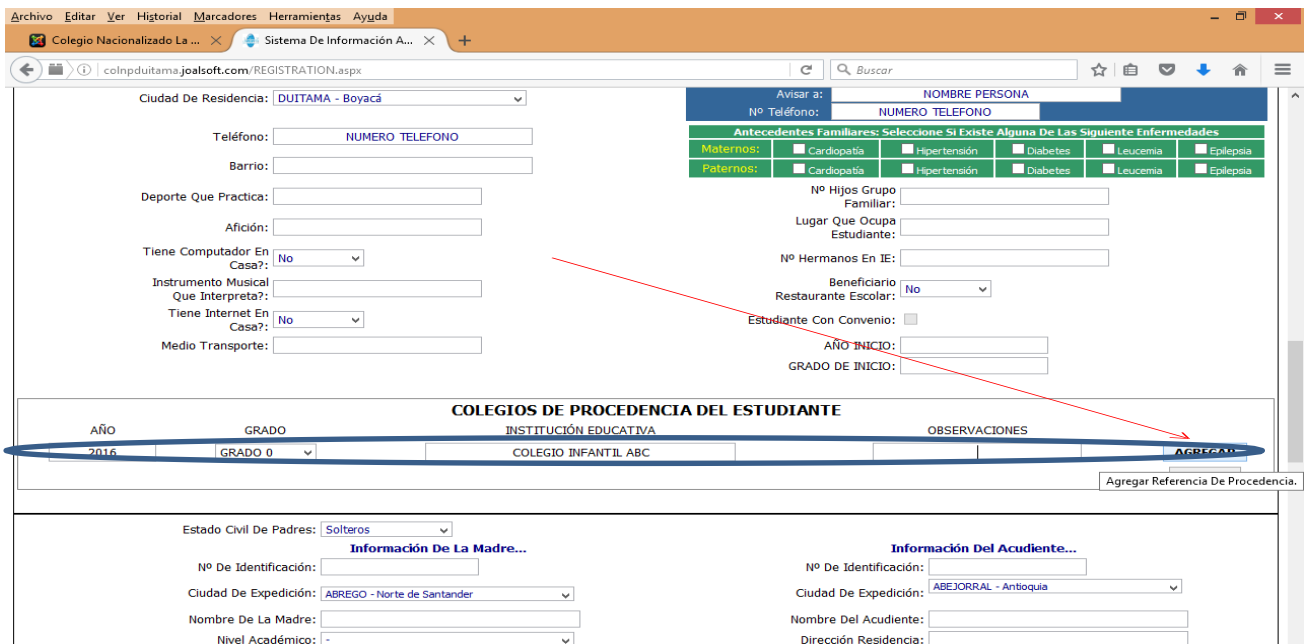 Archivo Editar Ver Historial Marcadores Herramientas Ayuda
Colegio Nacionalizado La ... Sistema De Información A...
colnpduitama.joalsoft.com/REGISTRATION.aspx Buscar
Ciudad De Residencia: DUITAMA - Boyacá
Avisar a: NOMBRE PERSONA
Nº Teléfono: NUMERO TELEFONO
Teléfono: NUMERO TELEFONO
Antecedentes Familiares: Seleccione Si Existe Alguna De Las Siguiente Enfermedades
Maternos: Cardiopatía Hipertensión Diabetes Leucemia Epilepsia
Barrio:
Paternos: Cardiopatía Hipertensión Diabetes Leucemia Epilepsia
Deporte Que Practica:
Nº Hijos Grupo
Familiar:
Afición:
Lugar Que Ocupa
Estudiante:
Tiene Computador En
Casa?: No
Nº Hermanos En IE:
Instrumento Musical
Que Interpreta?:
Beneficiario
Restaurante Escolar: No
Tiene Internet En
Casa?: No
Estudiante Con Convenio:
Medio Transporte:
AÑO INICIO:
GRADO DE INICIO:
COLEGIOS DE PROCEDENCIA DEL ESTUDIANTE
AÑO GRADO INSTITUCIÓN EDUCATIVA OBSERVACIONES
2016 GRADO 0 COLEGIO INFANTIL ABC AGREGAR
Agregar Referencia De Procedencia.
Estado Civil De Padres: Solteros
Información De La Madre... Información Del Acudiente...
Nº De Identificación: Nº De Identificación:
Ciudad De Expedición: ABREGO - Norte de Santander Ciudad De Expedición: ABEJORRAL - Antioquia
Nombre De La Madre: Nombre Del Acudiente:
Nivel Académico: - Dirección Residencia: